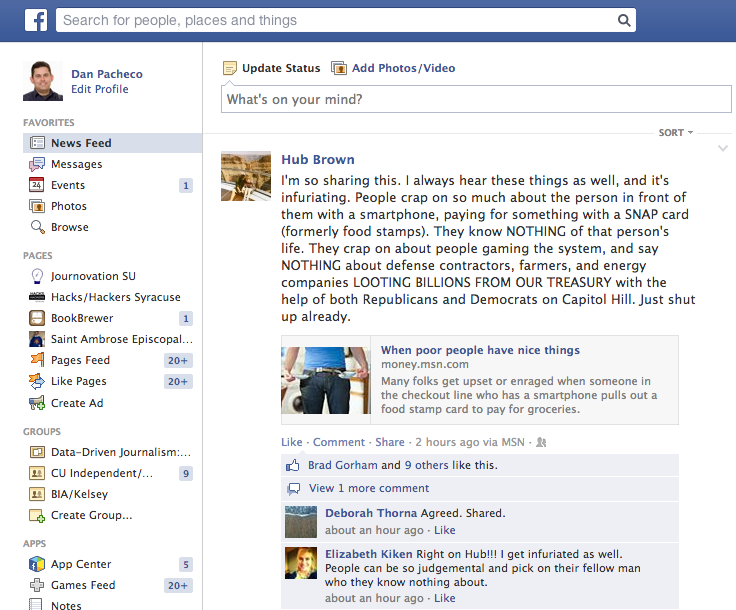 f
Search for people, places and things
Dan Pacheco
Edit Profile
FAVORITES
News Feed
Messages
24
Events 1
Photos
Browse
PAGES
Journovation SU
Hacks/Hackers Syracuse
BookBrewer 1
Saint Ambrose Episcopal...
Pages Feed 20+
Like Pages 20+
Create Ad
GROUPS
Data-Driven Journalism:...
CU Independent/... 9
BIA/Kelsey
Create Group...
APPS
App Center 5
Games Feed 20+
Notes
Update Status Add Photos/Video
What's on your mind?
SORT
Hub Brown
I'm so sharing this. I always hear these things as well, and it's
infuriating. People crap on so much about the person in front of
them with a smartphone, paying for something with a SNAP card
(formerly food stamps). They know NOTHING of that person's
life. They crap on about people gaming the system, and say
NOTHING about defense contractors, farmers, and energy
companies LOOTING BILLIONS FROM OUR TREASURY with the
help of both Republicans and Democrats on Capitol Hill. Just shut
up already.
When poor people have nice things
money.msn.com
Many folks get upset or enraged when someone in
the checkout line who has a smartphone pulls out a
food stamp card to pay for groceries.
Like · Comment · Share · 2 hours ago via MSN ·
Brad Gorham and 9 others like this.
View 1 more comment
Deborah Thorna Agreed. Shared.
about an hour ago · Like
Elizabeth Kiken Right on Hub!!! I get infuriated as well.
People can be so judgemental and pick on their fellow man
who they know nothing about.
about an hour ago · Like